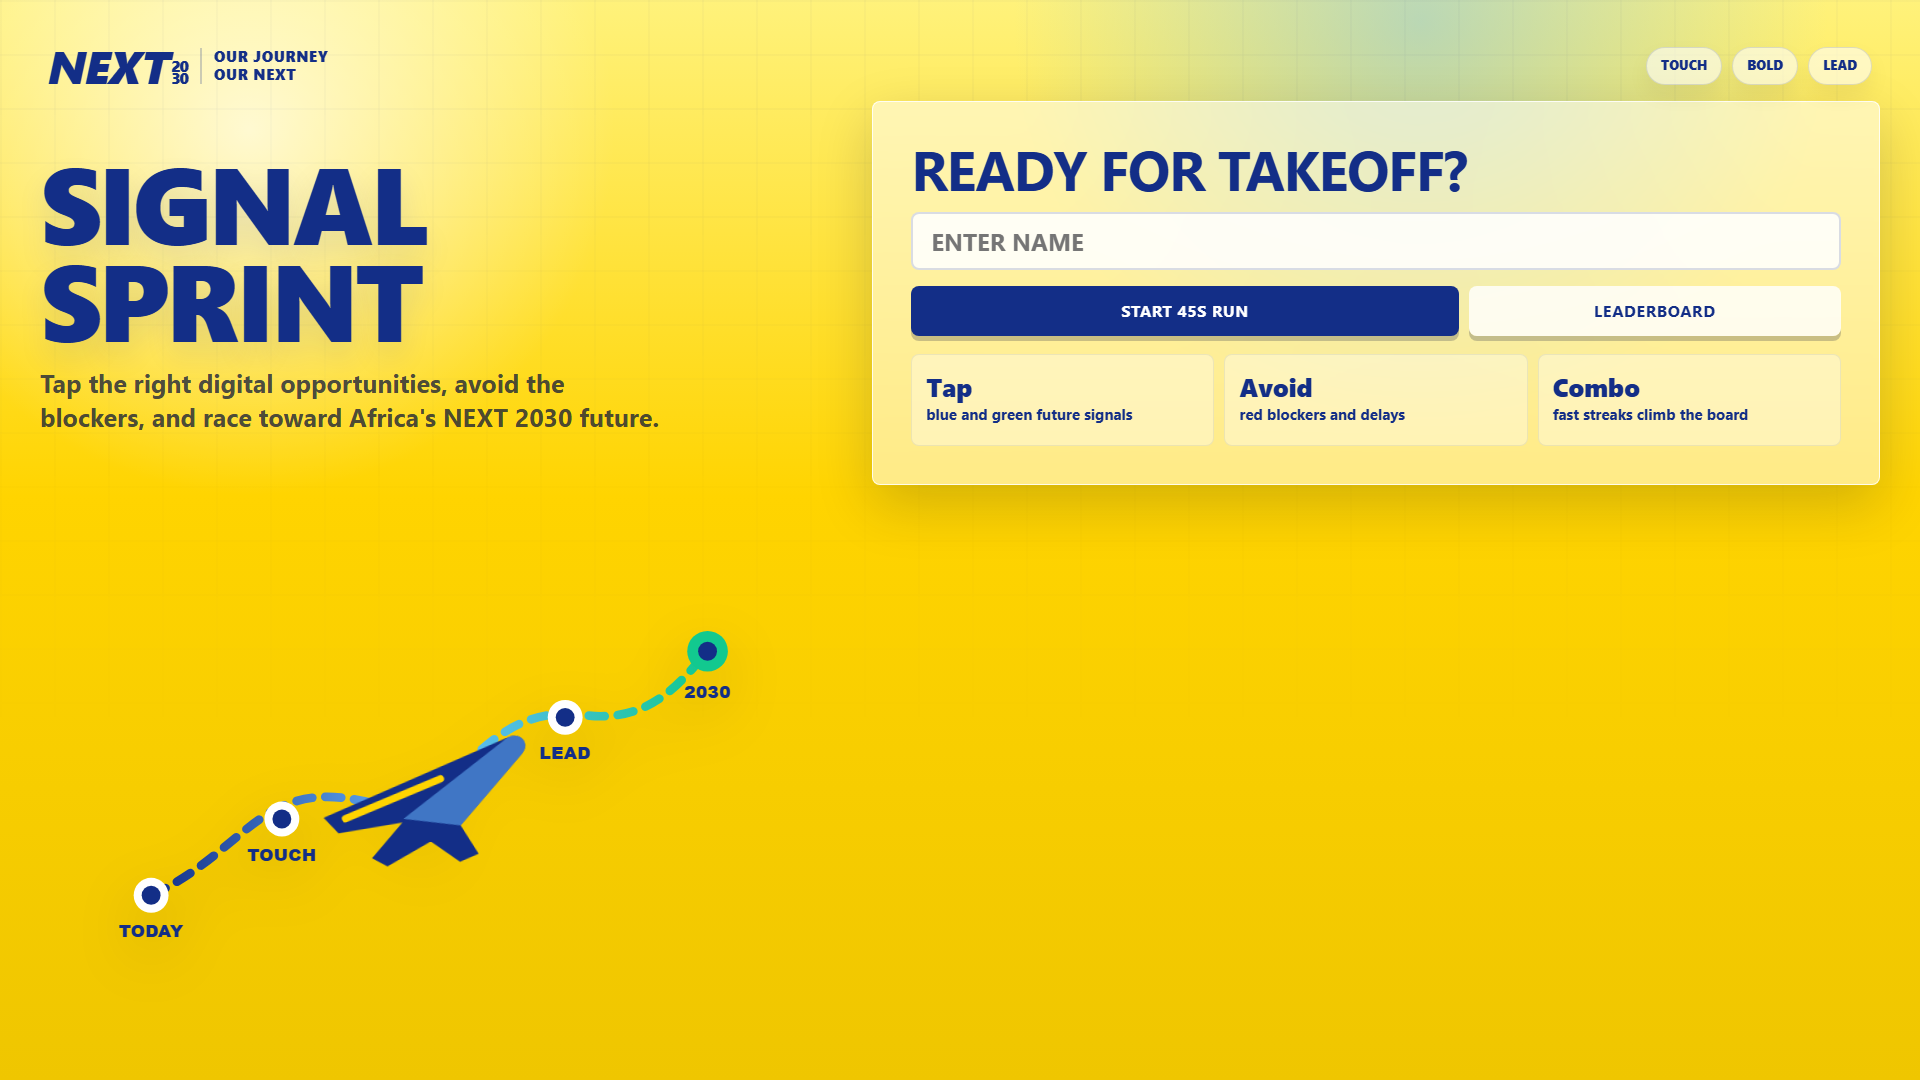 NEXT 20 30
OUR JOURNEY
OUR NEXT
TOUCH
BOLD
LEAD
SIGNAL
SPRINT
Tap the right digital opportunities, avoid the
blockers, and race toward Africa's NEXT 2030 future.
READY FOR TAKEOFF?
ENTER NAME
START 45S RUN
LEADERBOARD
Tap
blue and green future signals
Avoid
red blockers and delays
Combo
fast streaks climb the board
2030
LEAD
TOUCH
TODAY